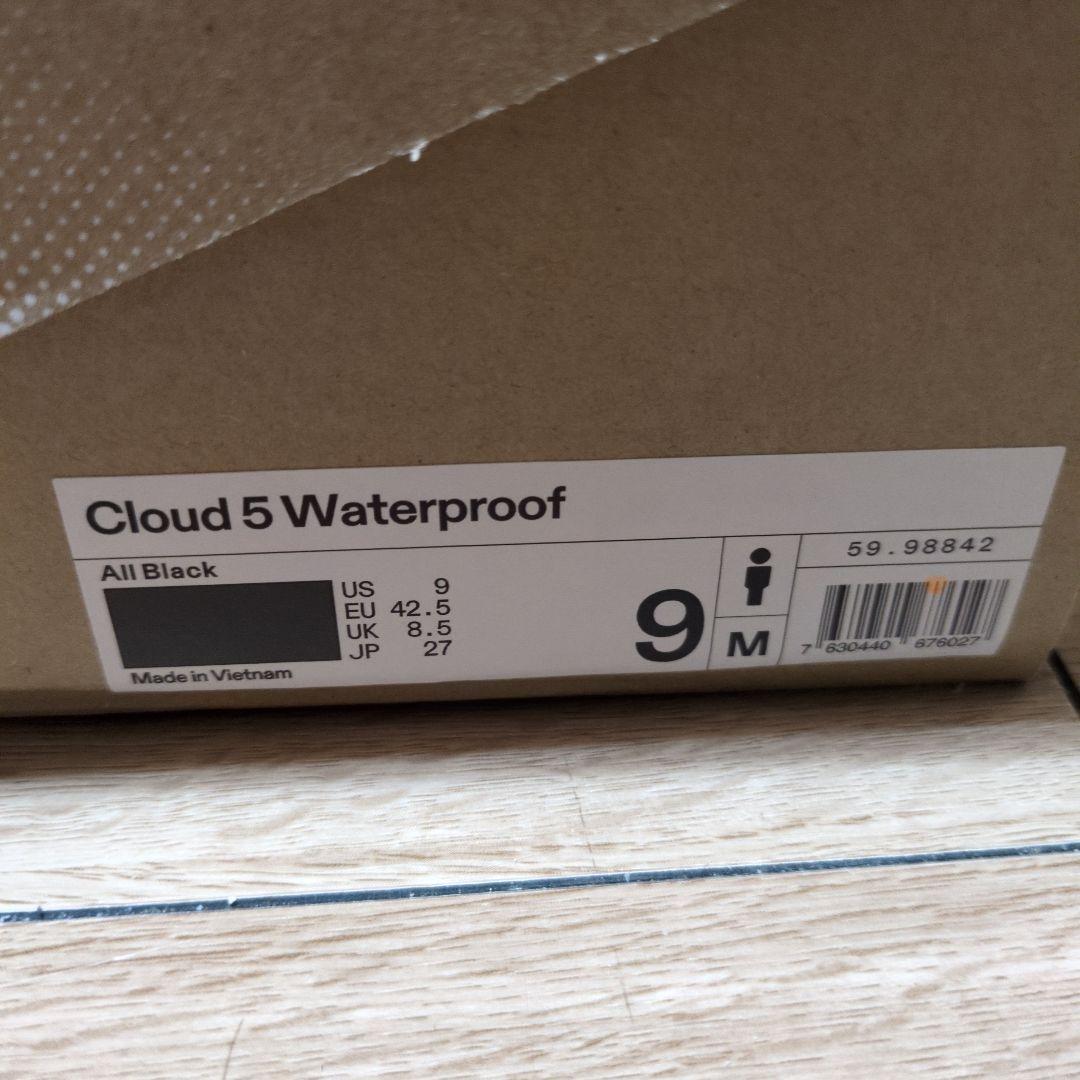 Cloud 5 Waterproof
All Black
US 9
EU 42.5
UK 8.5
JP 27
Made in Vietnam
9
M
59.98842
7 630440 676027